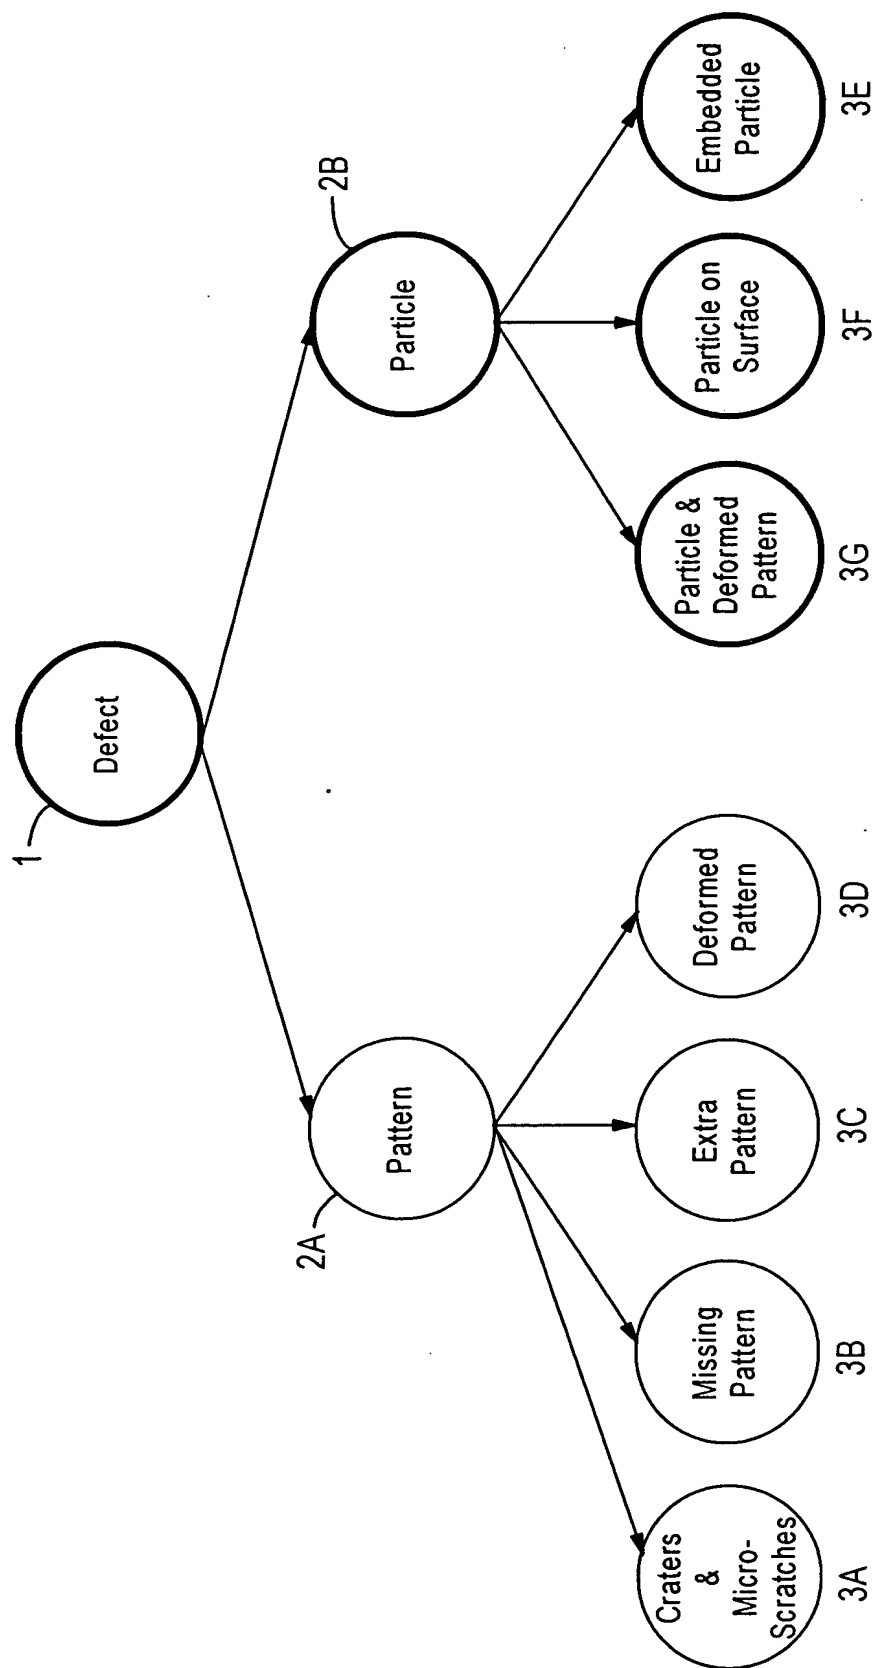 1
Defect
2A
Pattern
2B
Particle
Craters
&
Micro-
Scratches
3A
Missing
Pattern
3B
Extra
Pattern
3C
Deformed
Pattern
3D
Particle &
Deformed
Pattern
3G
Particle on
Surface
3F
Embedded
Particle
3E